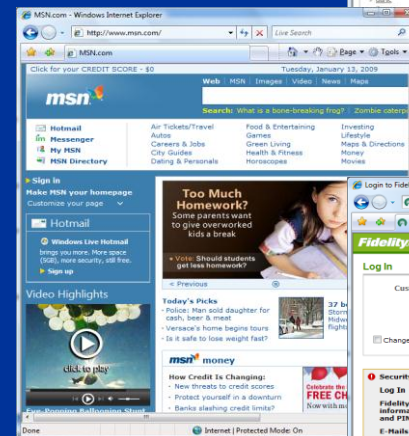 MSN.com - Windows Internet Explorer
http://www.msn.com/
Live Search
MSN.com
Page
Tools
Click for your CREDIT SCORE - $0
Tuesday, January 13, 2009
Web | MSN | Images | Video | News | Maps
msn
Search: What is a bone-breaking frog? | Zombie caterp
Hotmail
Messenger
My MSN
MSN Directory
Air Tickets/Travel
Autos
Careers & Jobs
City Guides
Dating & Personals
Food & Entertaining
Games
Green Living
Health & Fitness
Horoscopes
Investing
Lifestyle
Maps & Directions
Money
Movies
Sign in
Make MSN your homepage
Customize your page
Hotmail
Windows Live Hotmail
brings you more. More space
(5GB), more security, still free.
Sign up
Video Highlights
click to play
Eye-Popping Ballooning Stunt
Too Much
Homework?
Some parents want
to give overworked
kids a break
Vote: Should students
get less homework?
< Previous
Today's Picks
Police: Man sold daughter for
cash, beer & meat
Versace's home begins tours
Is it safe to lose weight fast?
37 b
Storm
Midw
flight
msn money
How Credit Is Changing:
New threats to credit scores
Protect yourself in a downturn
Banks slashing credit limits?
Celebrate the
FREE CH
Now with m
Done
Internet | Protected Mode: On
Login to Fidel
Fidelity
Log In
Cus
Change
Securit
Log In
Fidelity
informa
and PIN
E-Mails